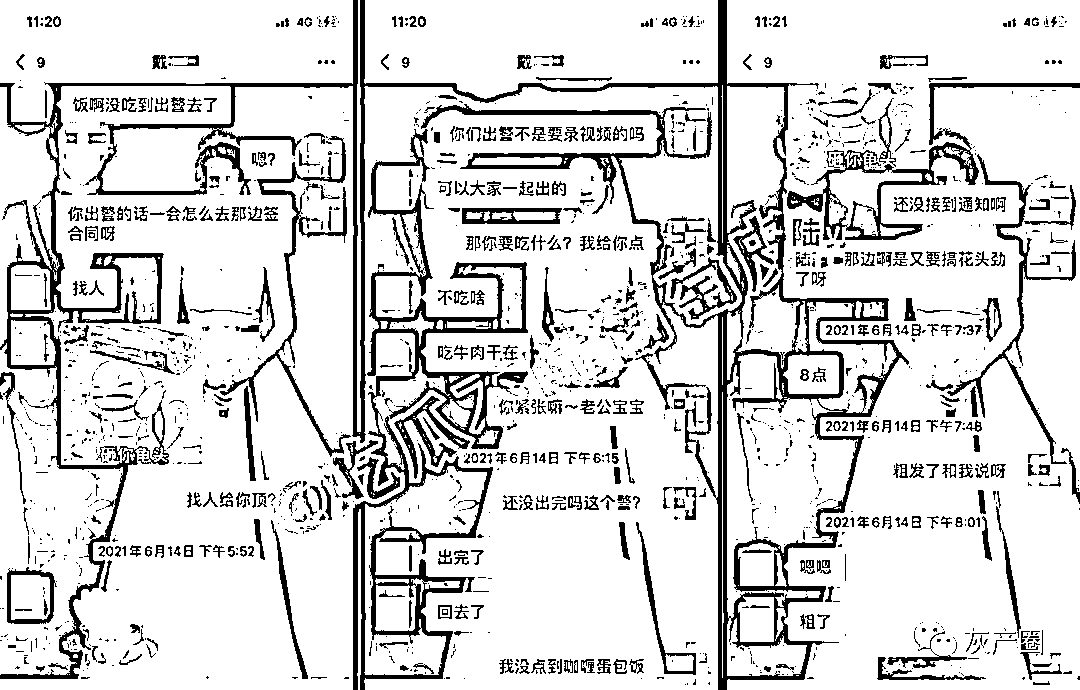 11:20
4G
9
戴
饭啊没吃到出警去了
嗯?
你出警的话一会怎么去那边签
合同呀
找人
砸你龟头
找人给你顶?
2021年6月14日 下午5:52
11:20
4G
9
戴
你们出警不是要录视频的吗
可以大家一起出的
那你要吃什么?我给你点
不吃啥
吃牛肉干在
你紧张嘛~老公宝宝
2021年6月14日 下午6:15
还没出完吗这个警?
出完了
回去了
我没点到咖喱蛋包饭
11:21
4G
9
戴
砸你龟头
还没接到通知啊
陆
陆 那边啊是又要搞花头劲
了呀
2021年6月14日 下午7:37
8点
2021年6月14日 下午7:48
粗发了和我说呀
2021年6月14日 下午8:01
嗯嗯
粗了
吃瓜
灰产圈